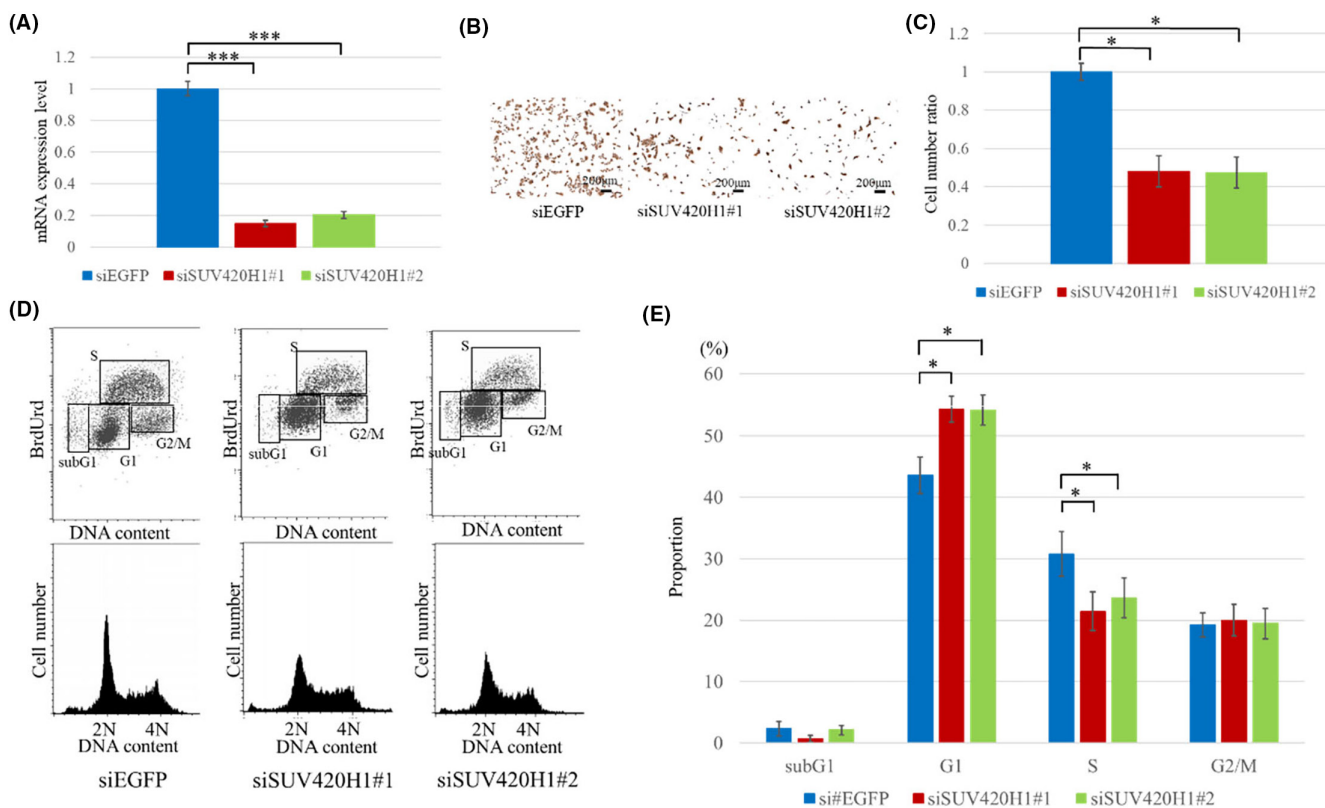 (A)
***
***
1.2
1
0.8
0.6
0.4
0.2
0
mRNA expression level
siEGFP siSUV420H1#1 siSUV420H1#2
(B)
200μm 200μm 200μm
siEGFP siSUV420H1#1 siSUV420H1#2
(C)
*
*
1.2
1
0.8
0.6
0.4
0.2
0
Cell number ratio
siEGFP siSUV420H1#1 siSUV420H1#2
(D)
BrdUrd
S
subG1
G1
G2/M
DNA content
BrdUrd
S
subG1
G1
G2/M
DNA content
BrdUrd
S
subG1
G1
G2/M
DNA content
Cell number
2N 4N
DNA content
siEGFP
Cell number
2N 4N
DNA content
siSUV420H1#1
Cell number
2N 4N
DNA content
siSUV420H1#2
(E)
(%)
60
50
40
30
20
10
0
Proportion
*
*
*
*
subG1 G1 S G2/M
si#EGFP siSUV420H1#1 siSUV420H1#2